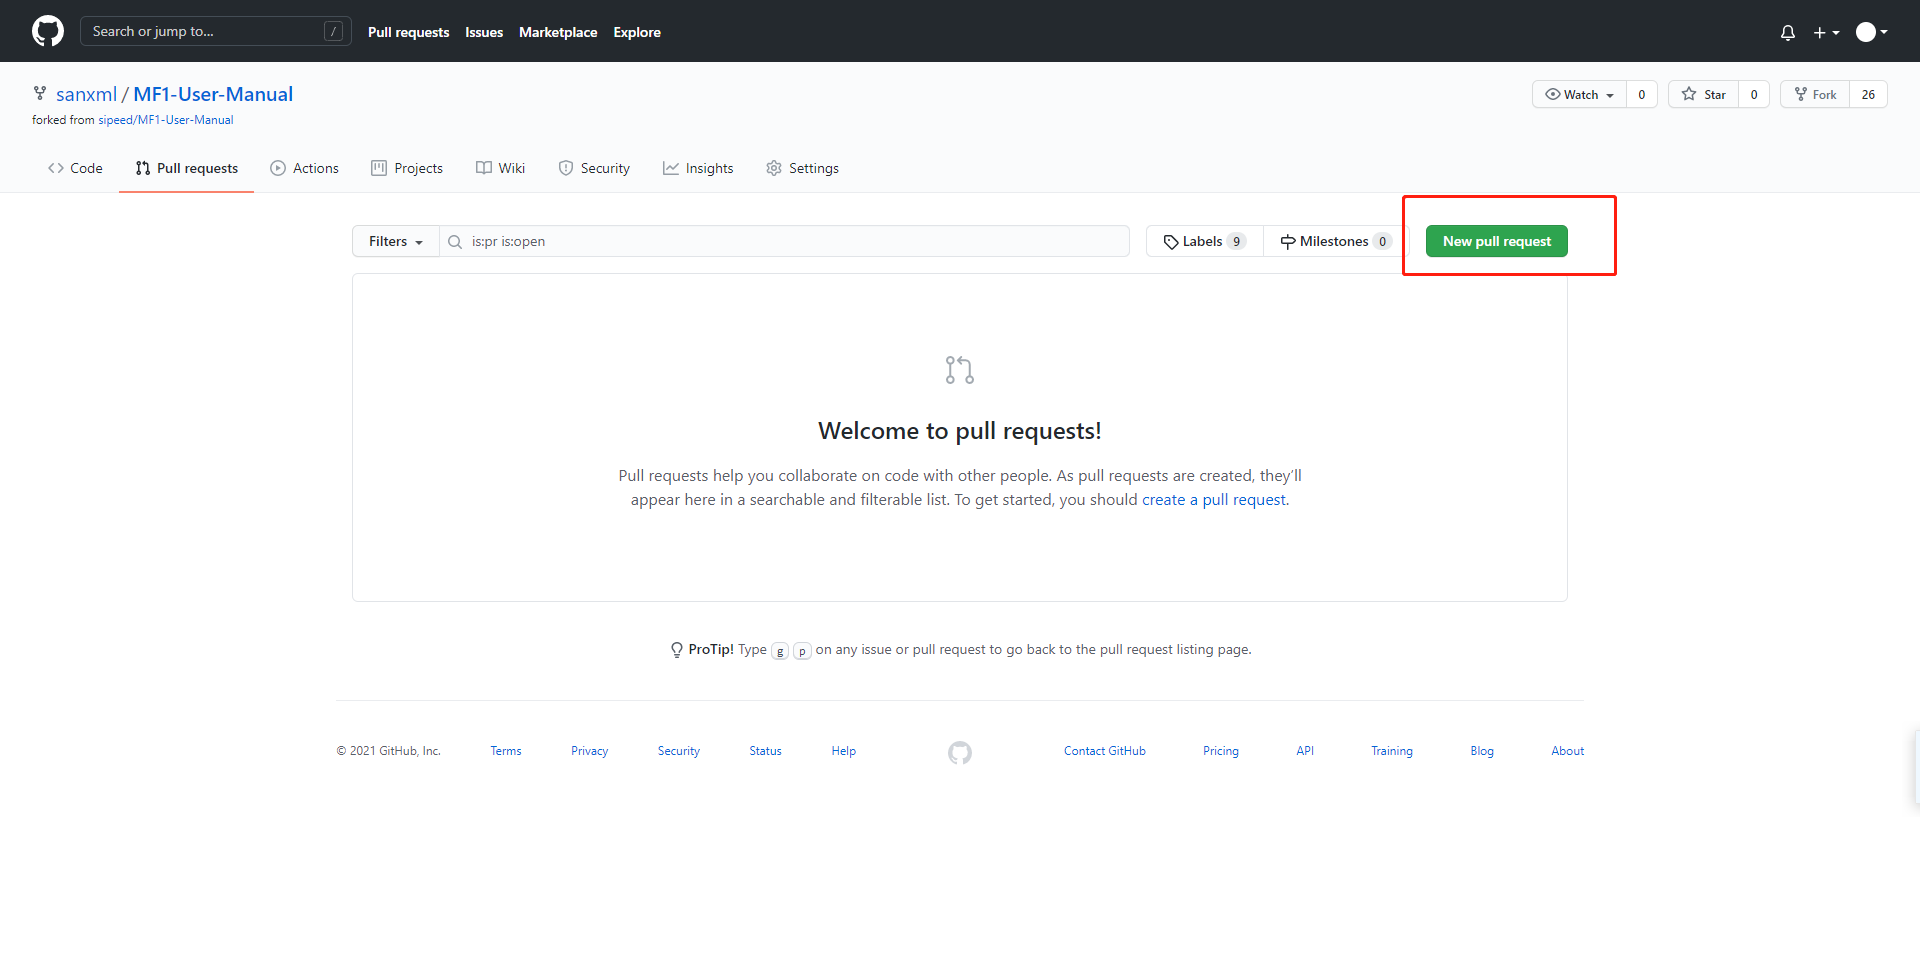 Search or jump to... /
Pull requests Issues Marketplace Explore
sanxml / MF1-User-Manual
forked from sipeed/MF1-User-Manual
Watch 0 Star 0 Fork 26
Code Pull requests Actions Projects Wiki Security Insights Settings
Filters is:pr is:open Labels 9 Milestones 0 New pull request
Welcome to pull requests!
Pull requests help you collaborate on code with other people. As pull requests are created, they’ll
appear here in a searchable and filterable list. To get started, you should create a pull request.
ProTip! Type g p on any issue or pull request to go back to the pull request listing page.
© 2021 GitHub, Inc. Terms Privacy Security Status Help Contact GitHub Pricing API Training Blog About